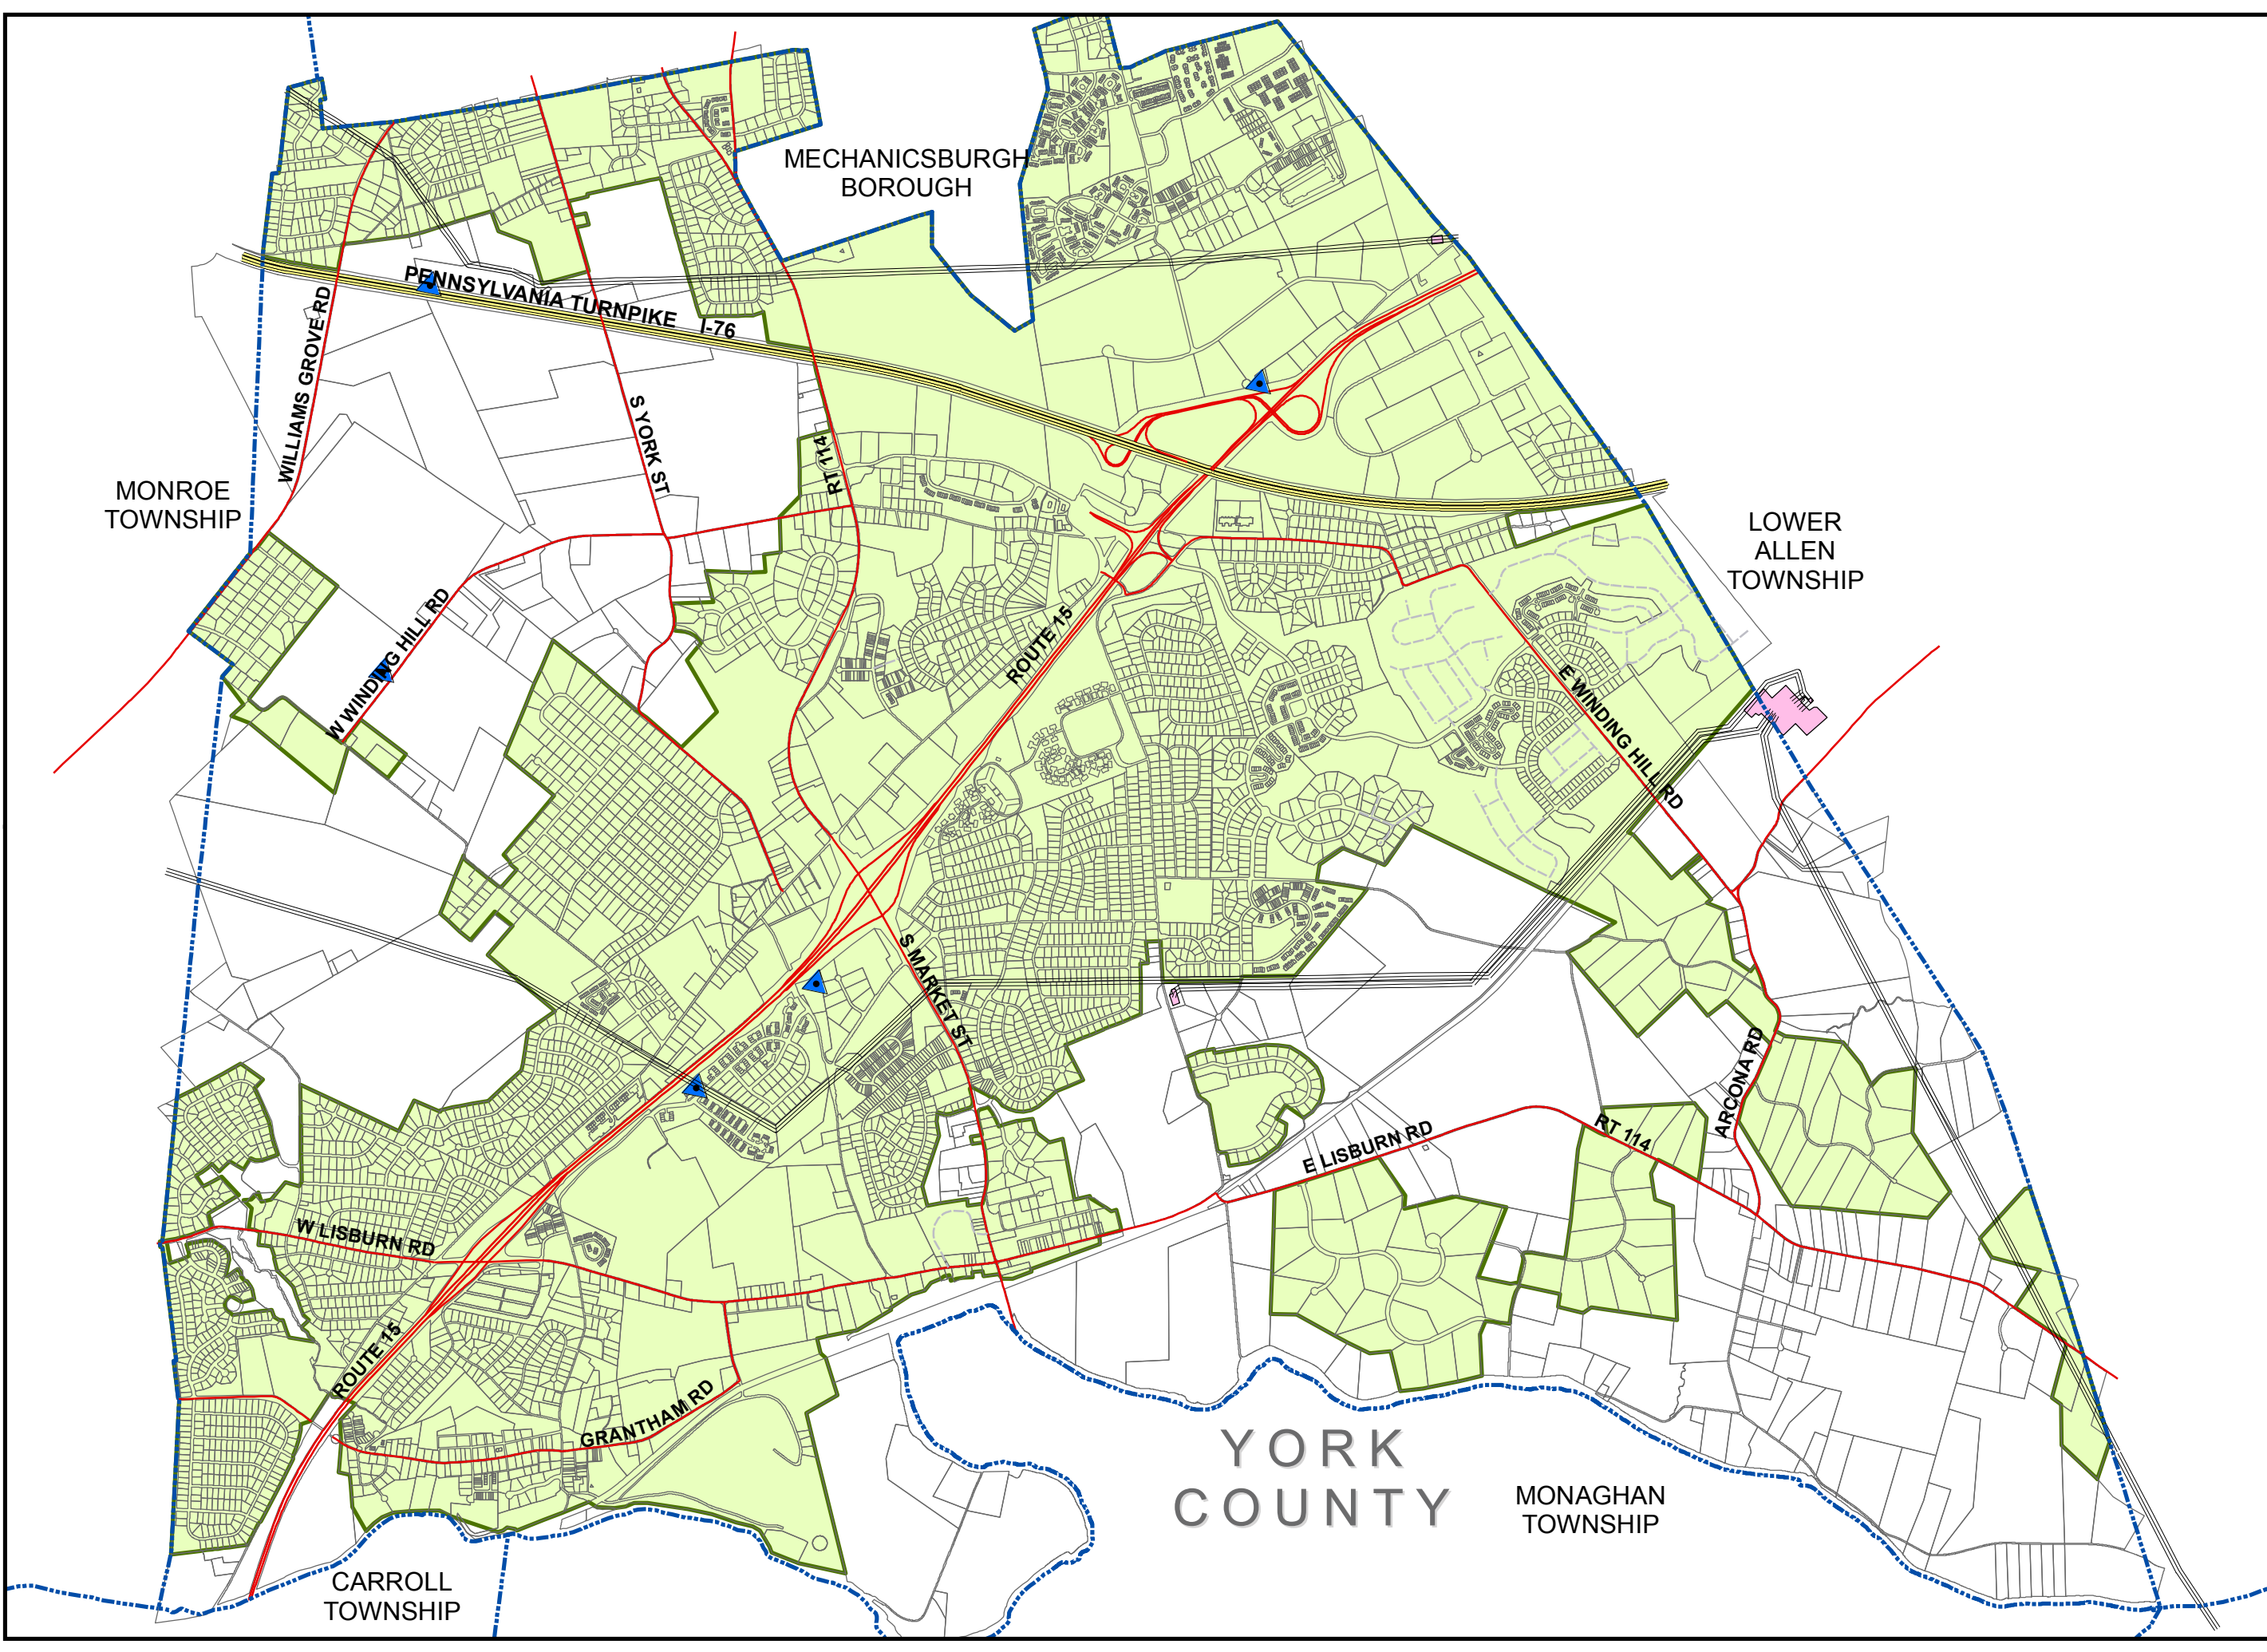 MECHANICSBURGH
BOROUGH
PENNSYLVANIA TURNPIKE I-76
WILLIAMS GROVE RD
S YORK ST
RT 114
MONROE
TOWNSHIP
LOWER
ALLEN
TOWNSHIP
W WINDING HILL RD
ROUTE 15
E WINDING HILL RD
S MARKET ST
ARCONA RD
RT 114
E LISBURN RD
W LISBURN RD
ROUTE 15
GRANTHAM RD
YORK
COUNTY
MONAGHAN
TOWNSHIP
CARROLL
TOWNSHIP